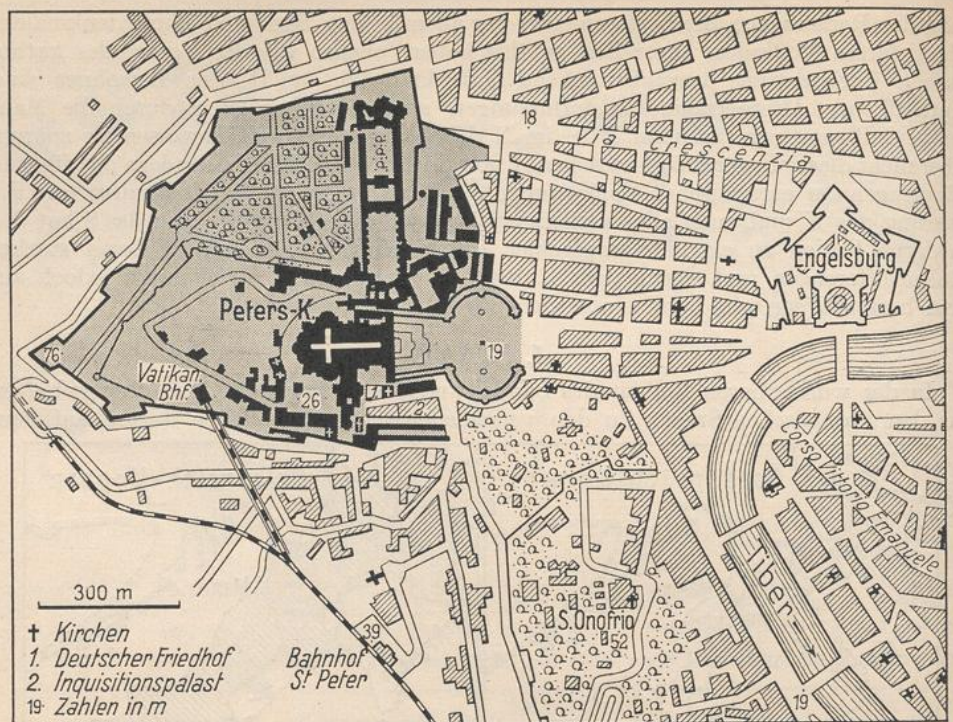 18
Via Crescenzia
Engelsburg
Peters-K.
19
76
Vatikan.
Bhf.
26
1.
2.
Corso Vittorio Emanuele
Tiber
S. Onofrio
52
39
19
300 m
✝ Kirchen
1. Deutscher Friedhof
2. Inquisitionspalast
19· Zahlen in m
Bahnhof
St. Peter